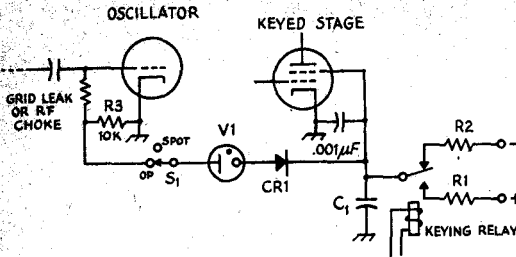 OSCILLATOR
KEYED STAGE
GRID LEAK
OR RF
CHOKE
R3
10K
SPOT
OP
S1
V1
CR1
.001µF
C1
R2
-
R1
+
KEYING RELAY